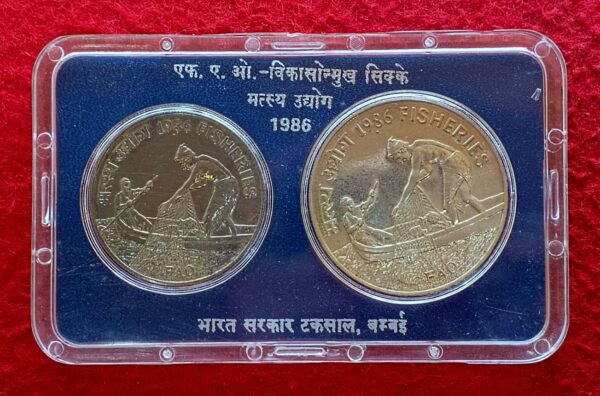 एफ. ए. ओ.-विकासोन्मुख सिक्के
मत्स्य उद्योग
1986
मत्स्य उद्योग 1986 FISHERIES
FAO
मत्स्य उद्योग 1986 FISHERIES
FAO
भारत सरकार टकसाल, बम्बई